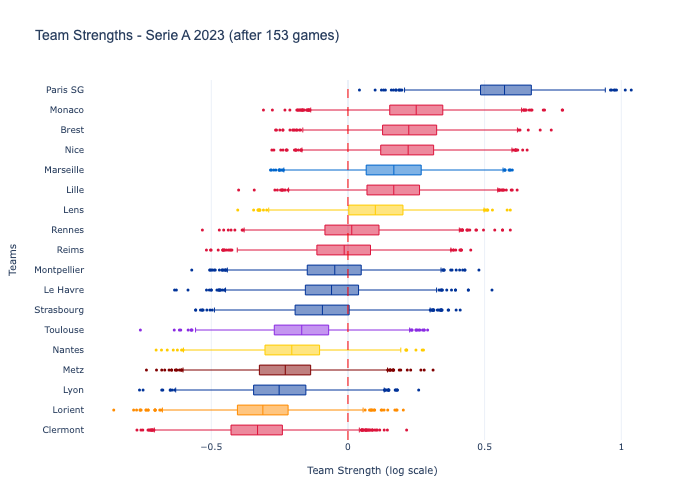 Team Strengths - Serie A 2023 (after 153 games)
Paris SG
Monaco
Brest
Nice
Marseille
Lille
Lens
Rennes
Reims
Montpellier
Le Havre
Strasbourg
Toulouse
Nantes
Metz
Lyon
Lorient
Clermont
Teams
−0.5 0 0.5 1
Team Strength (log scale)